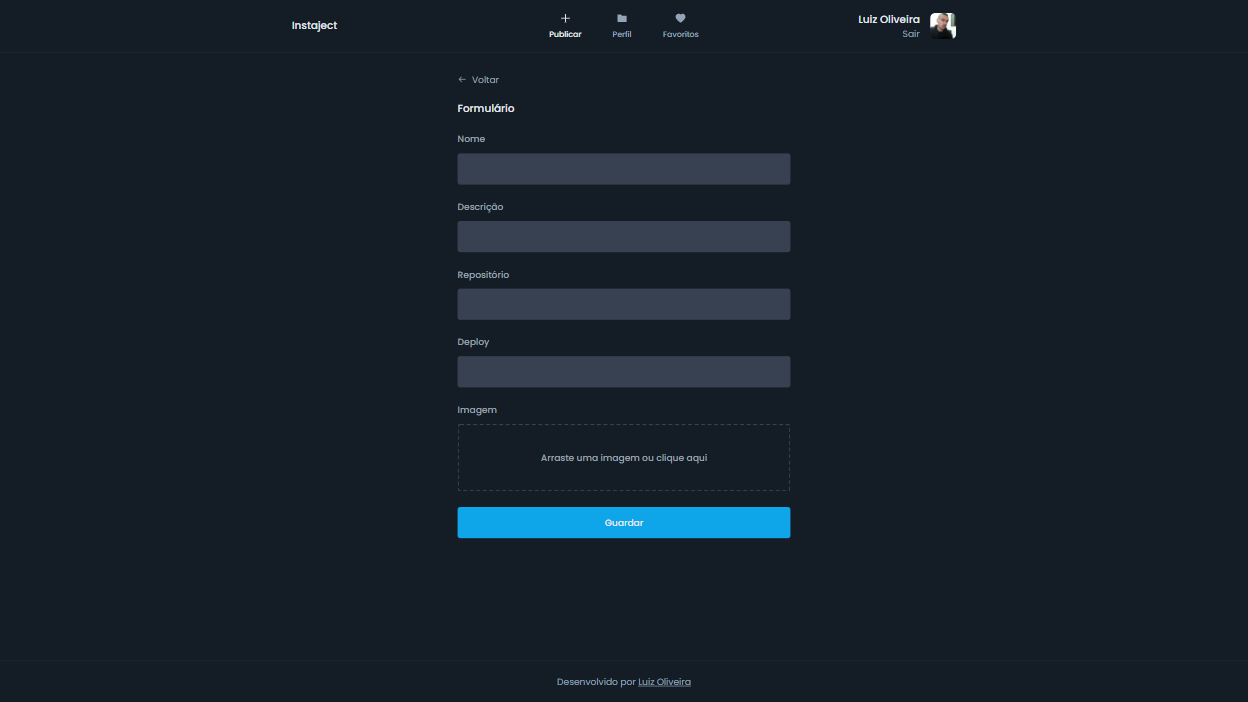 Instaject
Publicar
Perfil
Favoritos
Luiz Oliveira
Sair
← Voltar
Formulário
Nome
Descrição
Repositório
Deploy
Imagem
Arraste uma imagem ou clique aqui
Guardar
Desenvolvido por Luiz Oliveira